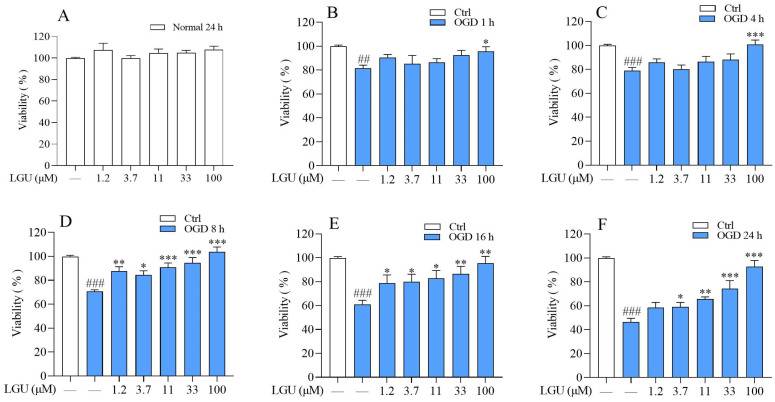 A
Normal 24 h
Viability ( % )
120
100
80
60
40
20
0
LGU (μM) — 1.2 3.7 11 33 100
B
Ctrl
OGD 1 h
Viability ( % )
120
100
80
60
40
20
0
## *
LGU (μM) — — 1.2 3.7 11 33 100
C
Ctrl
OGD 4 h
Viability ( % )
120
100
80
60
40
20
0
### ***
LGU (μM) — — 1.2 3.7 11 33 100
D
Ctrl
OGD 8 h
Viability ( % )
120
100
80
60
40
20
0
### ** * *** *** ***
LGU (μM) — — 1.2 3.7 11 33 100
E
Ctrl
OGD 16 h
Viability ( % )
120
100
80
60
40
20
0
### * * * ** **
LGU (μM) — — 1.2 3.7 11 33 100
F
Ctrl
OGD 24 h
Viability ( % )
120
100
80
60
40
20
0
### * ** *** ***
LGU (μM) — — 1.2 3.7 11 33 100